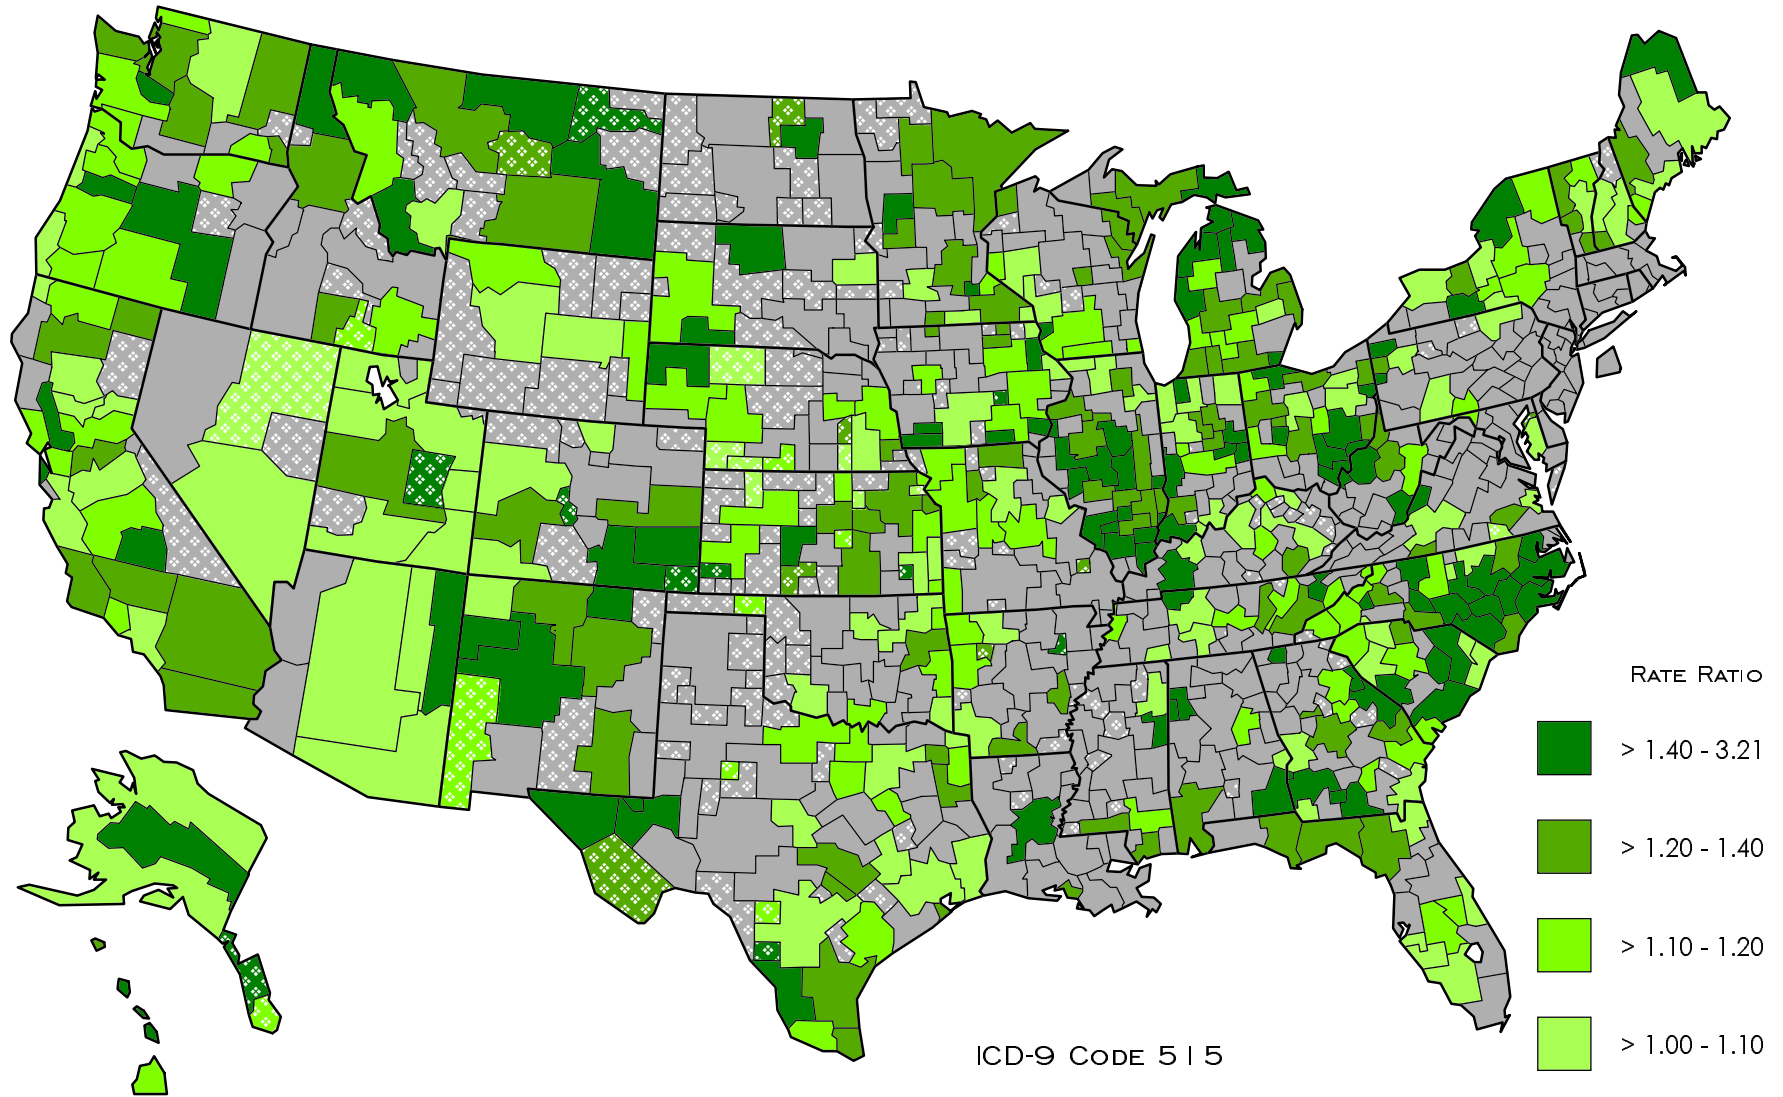 Rate Ratio
> 1.40 - 3.21
> 1.20 - 1.40
> 1.10 - 1.20
> 1.00 - 1.10
ICD-9 Code 515